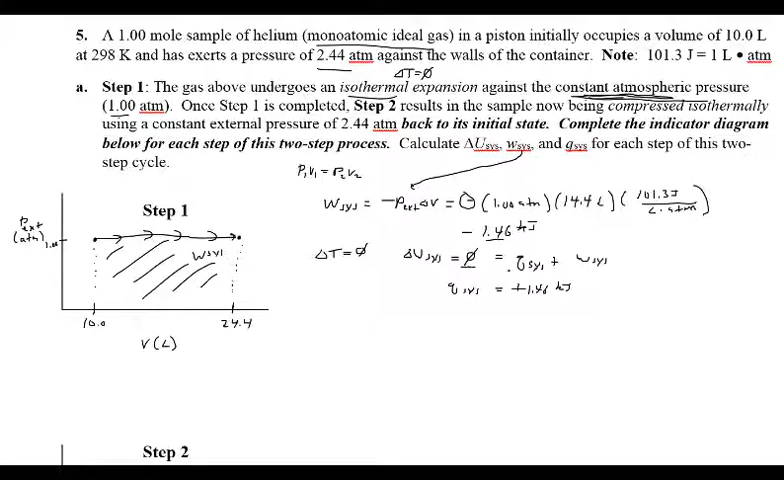 5. A 1.00 mole sample of helium (monoatomic ideal gas) in a piston initially occupies a volume of 10.0 L
at 298 K and has exerts a pressure of 2.44 atm against the walls of the container. Note: 101.3 J = 1 L • atm
ΔT=∅
a. Step 1: The gas above undergoes an isothermal expansion against the constant atmospheric pressure
(1.00 atm). Once Step 1 is completed, Step 2 results in the sample now being compressed isothermally
using a constant external pressure of 2.44 atm back to its initial state. Complete the indicator diagram
below for each step of this two-step process. Calculate ΔUsys, wsys, and qsys for each step of this two-
step cycle.
P₁V₁ = P₂V₂
Wsys = -Pext ΔV = - (1.00 atm) (14.4 L) (101.3 J / L·atm)
- 1.46 kJ
Step 1
Pext
(atm)
1.00
Wsys
ΔT = ∅
ΔUsys = ∅ = qsys + wsys
qsys = +1.46 kJ
10.0 24.4
V (L)
Step 2